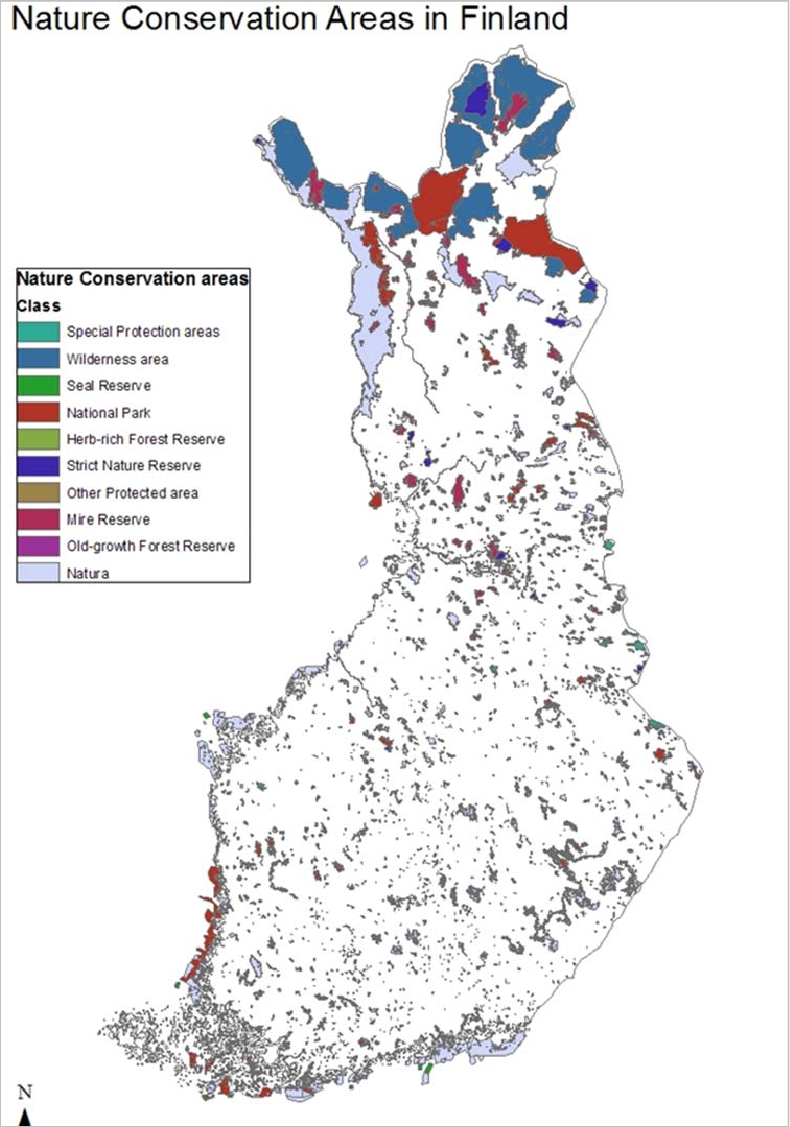 Nature Conservation Areas in Finland
Nature Conservation areas
Class
Special Protection areas
Wilderness area
Seal Reserve
National Park
Herb-rich Forest Reserve
Strict Nature Reserve
Other Protected area
Mire Reserve
Old-growth Forest Reserve
Natura
N